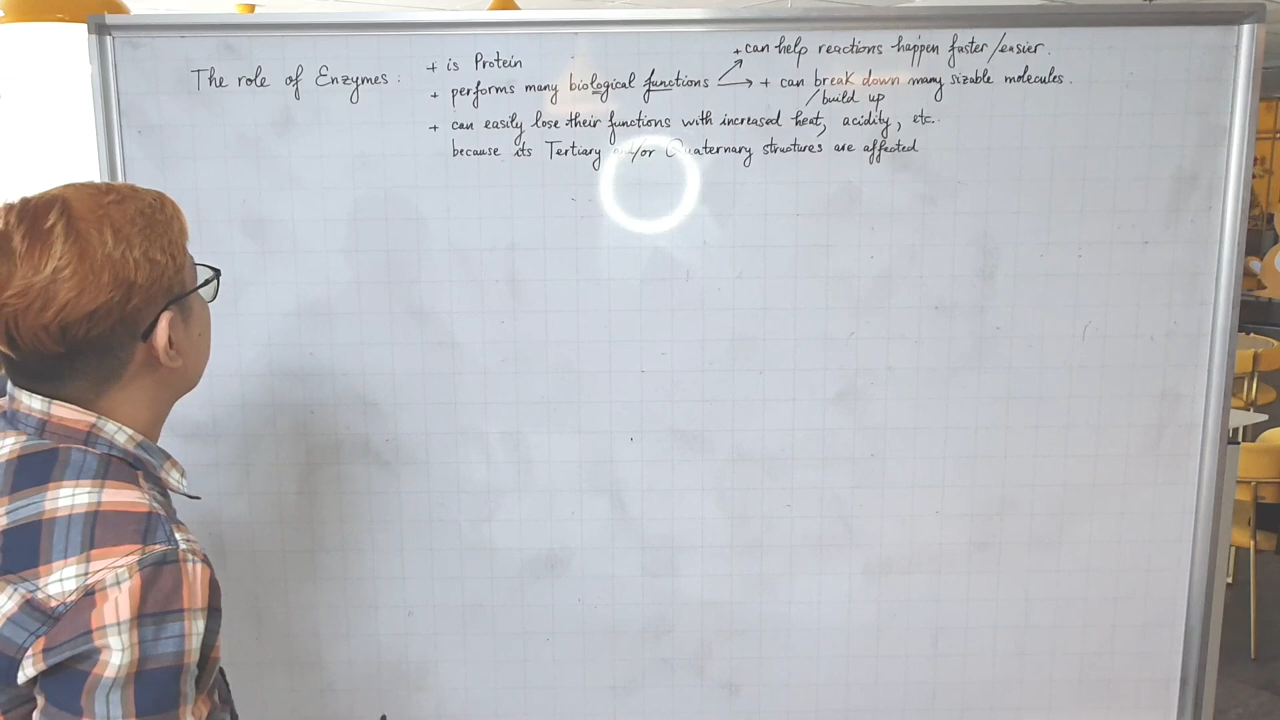 The role of Enzymes :
+ is Protein
+ performs many biological functions
+ can help reactions happen faster/easier.
+ can break down many sizable molecules.
/build up
+ can easily lose their functions with increased heat, acidity, etc..
because its Tertiary and/or Quaternary structures are affected